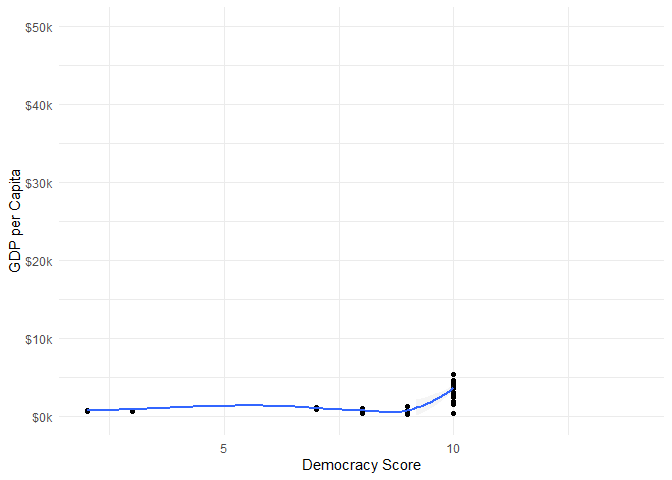 $50k
$40k
$30k
$20k
$10k
$0k
GDP per Capita
5
10
Democracy Score